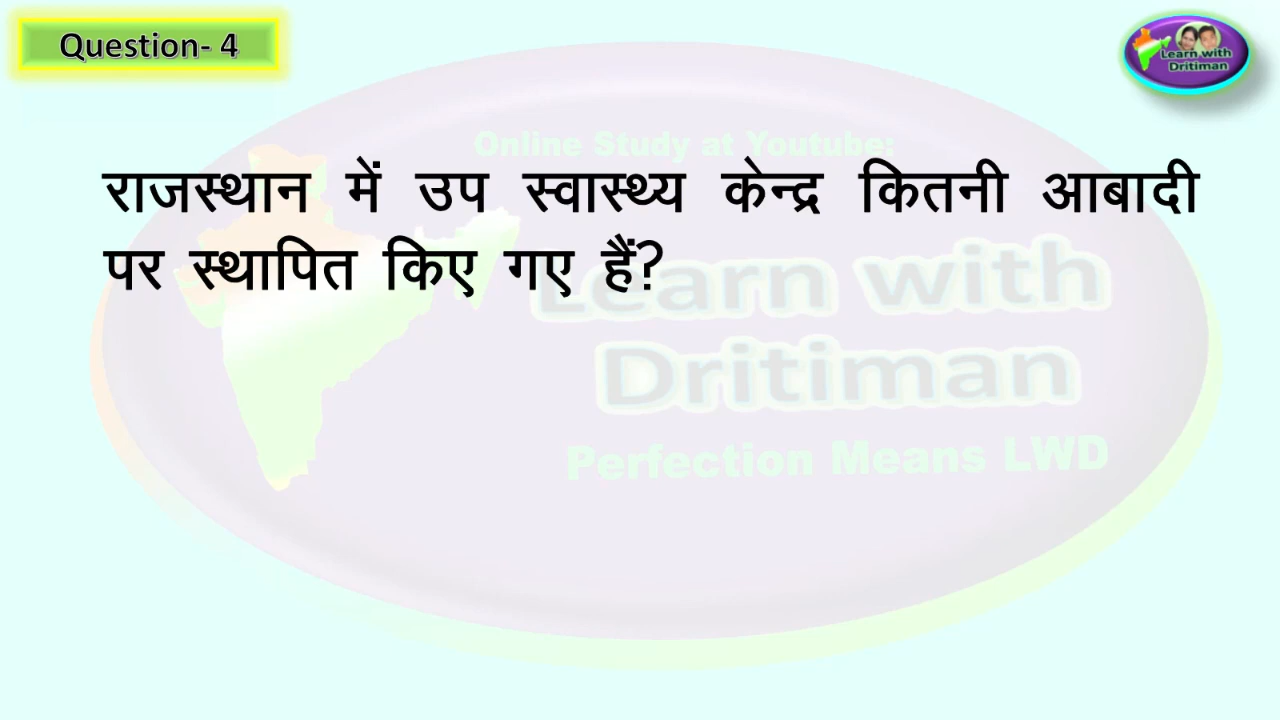 Question- 4
Learn with
Dritiman
Online Study at Youtube:
राजस्थान में उप स्वास्थ्य केन्द्र कितनी आबादी
पर स्थापित किए गए हैं?
Learn with
Dritiman
Perfection Means LWD